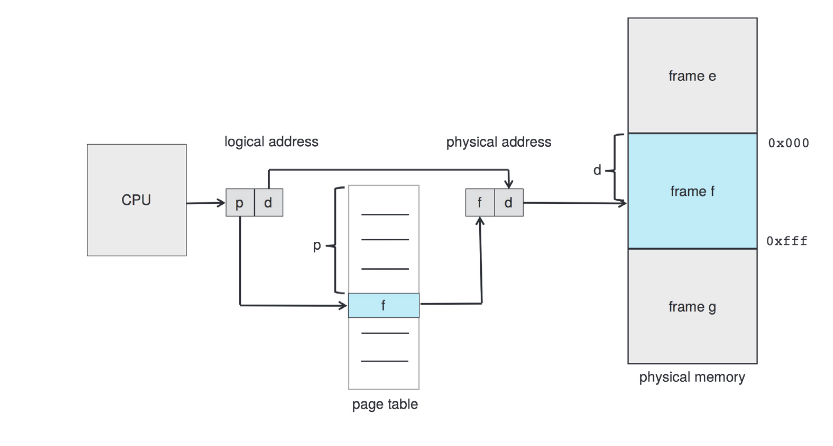 frame e
logical address
physical address
0x000
d
CPU
p
d
f
d
frame f
p
0xfff
f
frame g
physical memory
page table